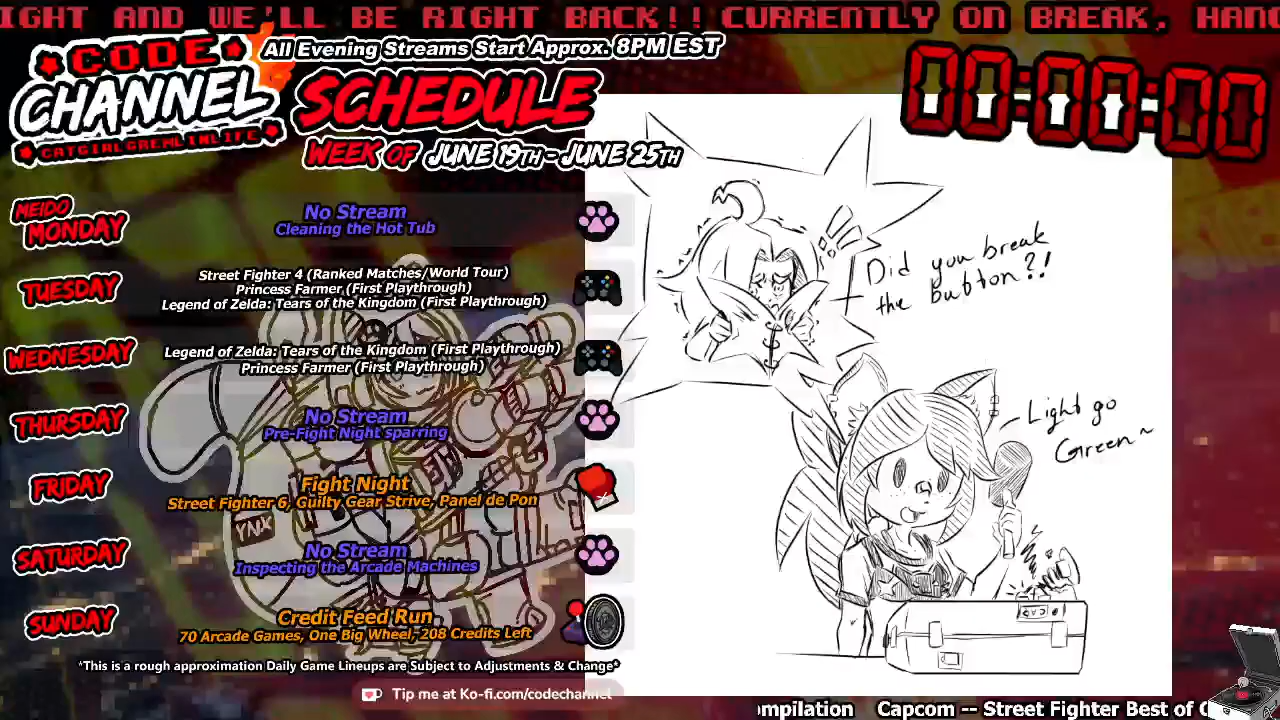 IGHT AND WE'LL BE RIGHT BACK!! CURRENTLY ON BREAK, HANG
CODE
CHANNEL
CATGIRLGREMLINLIFE
All Evening Streams Start Approx. 8PM EST
SCHEDULE
WEEK OF JUNE 19TH - JUNE 25TH
00:00:00
MEIDO
MONDAY
No Stream
Cleaning the Hot Tub
TUESDAY
Street Fighter 4 (Ranked Matches/World Tour)
Princess Farmer (First Playthrough)
Legend of Zelda: Tears of the Kingdom (First Playthrough)
WEDNESDAY
Legend of Zelda: Tears of the Kingdom (First Playthrough)
Princess Farmer (First Playthrough)
THURSDAY
No Stream
Pre-Fight Night sparring
FRIDAY
Fight Night
Street Fighter 6, Guilty Gear Strive, Panel de Pon
SATURDAY
No Stream
Inspecting the Arcade Machines
SUNDAY
Credit Feed Run
70 Arcade Games, One Big Wheel, 208 Credits Left
*This is a rough approximation Daily Game Lineups are Subject to Adjustments & Change*
Tip me at Ko-fi.com/codechannel
Did you break
the button?!
Light go
Green~
mpilation Capcom -- Street Fighter Best of